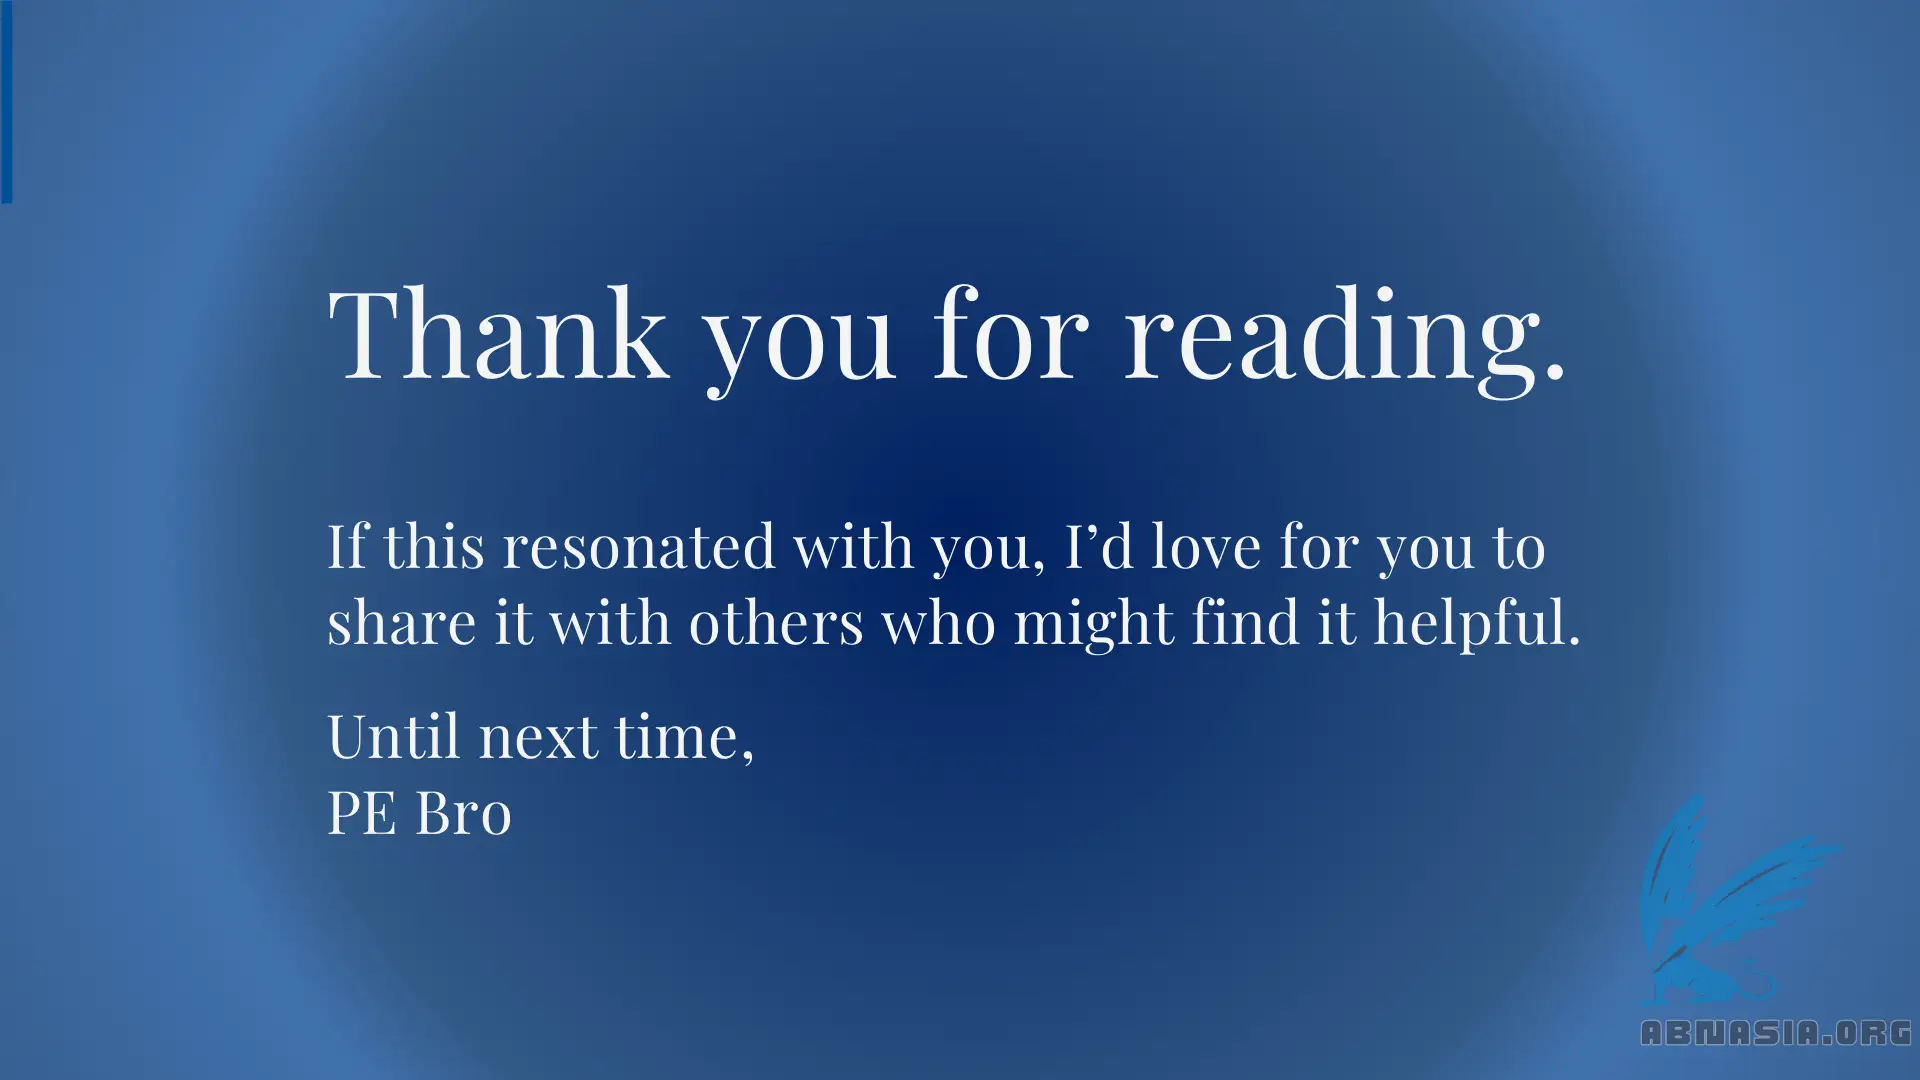 Thank you for reading.
If this resonated with you, I’d love for you to
share it with others who might find it helpful.
Until next time,
PE Bro
ABNASIA.ORG